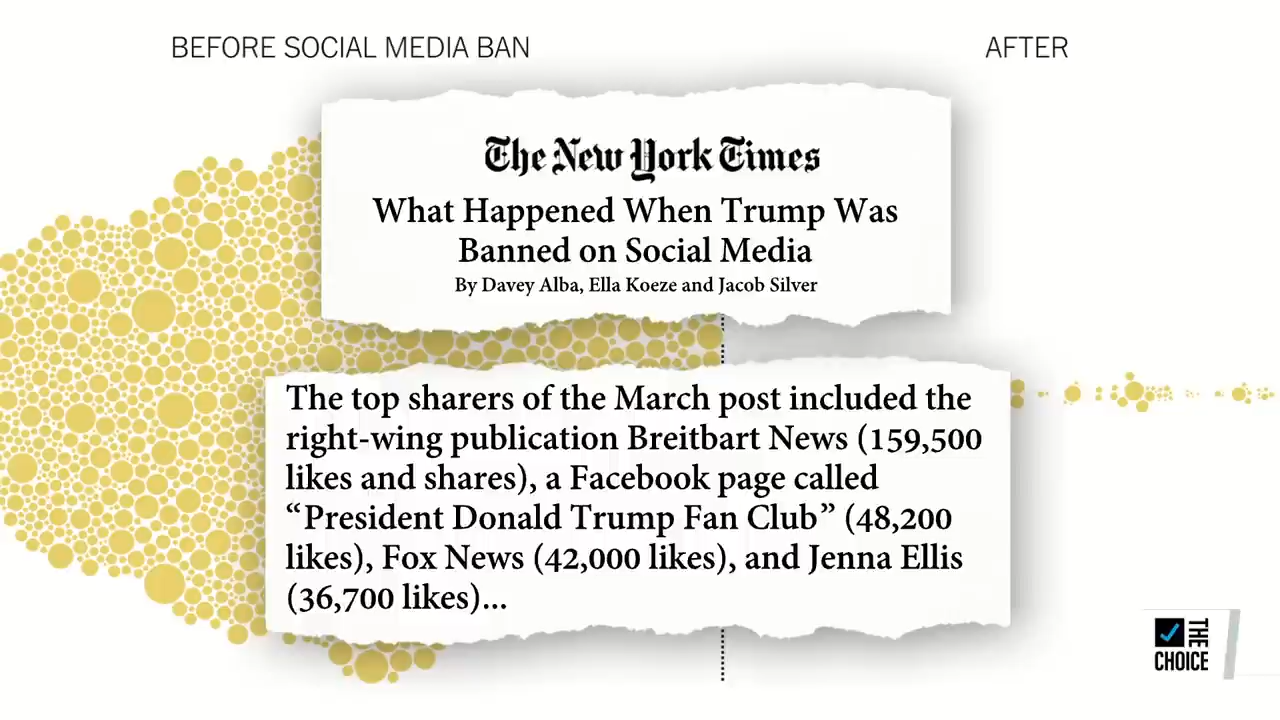 BEFORE SOCIAL MEDIA BAN
AFTER
The New York Times
What Happened When Trump Was
Banned on Social Media
By Davey Alba, Ella Koeze and Jacob Silver
The top sharers of the March post included the
right-wing publication Breitbart News (159,500
likes and shares), a Facebook page called
“President Donald Trump Fan Club” (48,200
likes), Fox News (42,000 likes), and Jenna Ellis
(36,700 likes)...
THE
CHOICE